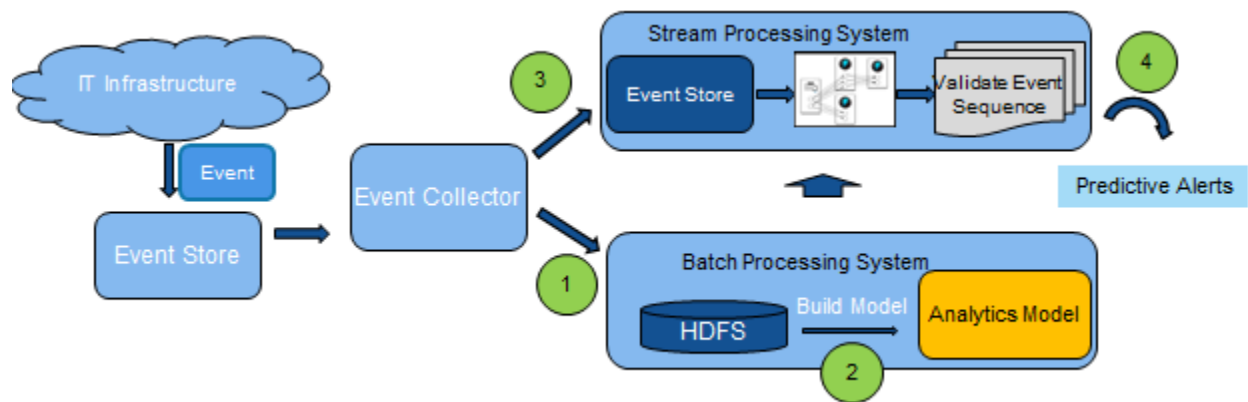 IT Infrastructure
Event
Event Store
Event Collector
3
1
Stream Processing System
Event Store
Validate Event
Sequence
4
Predictive Alerts
Batch Processing System
HDFS
Build Model
2
Analytics Model